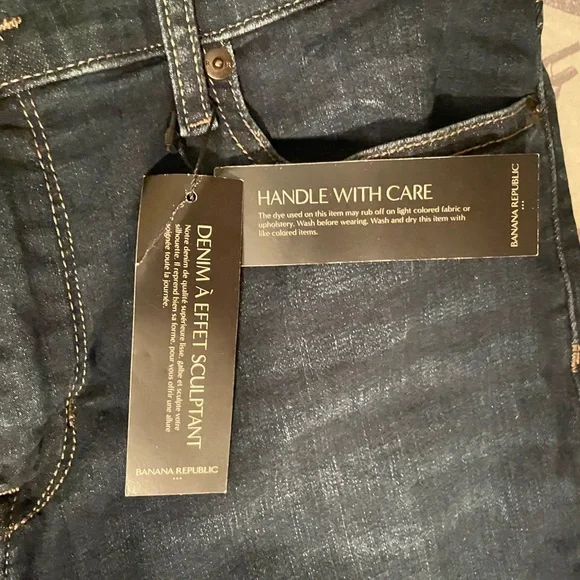 HANDLE WITH CARE
The dye used on this item may rub off on light colored fabric or
upholstery. Wash before wearing. Wash and dry this item with
like colored items.
BANANA REPUBLIC
DENIM À EFFET SCULPTANT
Notre denim de qualité supérieure lisse, galbe et sculpte votre
silhouette. Il reprend bien sa forme, pour vous offrir une allure
soignée toute la journée.
BANANA REPUBLIC